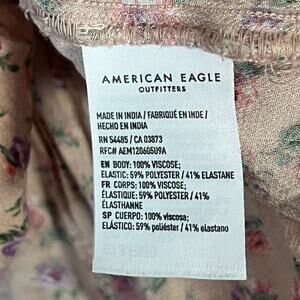 AMERICAN EAGLE
OUTFITTERS
MADE IN INDIA / FABRIQUÉ EN INDE /
HECHO EN INDIA
RN 54485 / CA 03873
RFC# AEM12060509A
EN BODY: 100% VISCOSE;
ELASTIC: 59% POLYESTER / 41% ELASTANE
FR CORPS: 100% VISCOSE;
ÉLASTIQUE: 59% POLYESTER / 41%
ÉLASTHANNE
SP CUERPO: 100% viscosa;
ELÁSTICO: 59% poliéster / 41% elastano